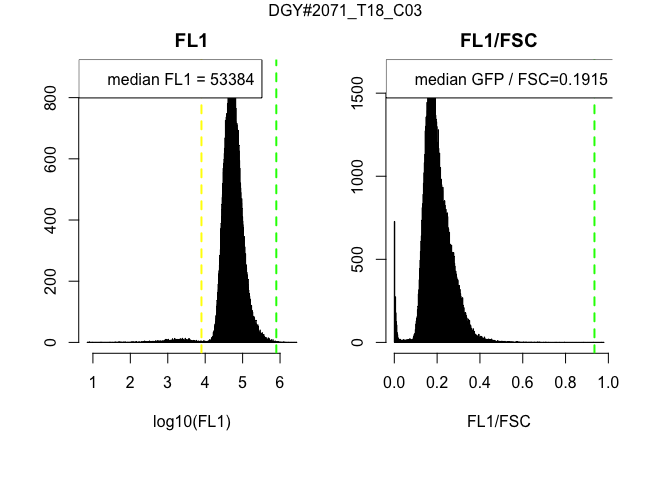 DGY#2071_T18_C03
FL1
median FL1 = 53384
0
200
400
600
800
1 2 3 4 5 6
log10(FL1)
FL1/FSC
median GFP / FSC=0.1915
0
500
1000
1500
0.0 0.2 0.4 0.6 0.8 1.0
FL1/FSC